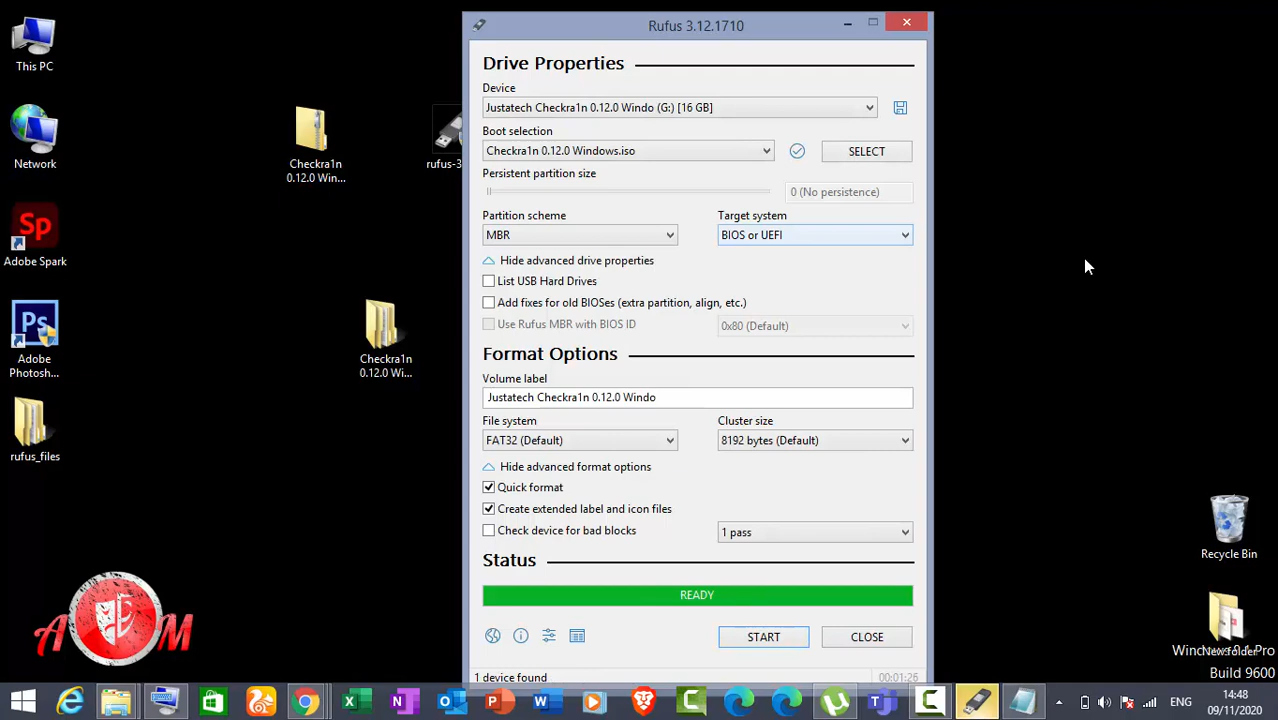 Rufus 3.12.1710
This PC
Network
Sp
Adobe Spark
Ps
Adobe
Photosh...
rufus_files
Checkra1n
0.12.0 Win...
rufus-3
Checkra1n
0.12.0 Wi...
Drive Properties
Device
Justatech Checkra1n 0.12.0 Windo (G:) [16 GB]
Boot selection
Checkra1n 0.12.0 Windows.iso
SELECT
Persistent partition size
0 (No persistence)
Partition scheme
Target system
MBR
BIOS or UEFI
Hide advanced drive properties
List USB Hard Drives
Add fixes for old BIOSes (extra partition, align, etc.)
Use Rufus MBR with BIOS ID
0x80 (Default)
Format Options
Volume label
Justatech Checkra1n 0.12.0 Windo
File system
Cluster size
FAT32 (Default)
8192 bytes (Default)
Hide advanced format options
Quick format
Create extended label and icon files
Check device for bad blocks
1 pass
Status
READY
START
CLOSE
1 device found
00:01:26
Recycle Bin
Pro
Build 9600
A M
ENG
14:48
09/11/2020